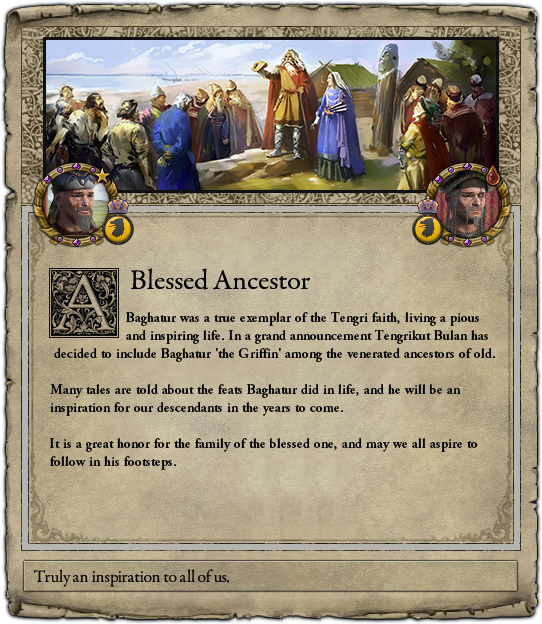 A
Blessed Ancestor
Baghatur was a true exemplar of the Tengri faith, living a pious
and inspiring life. In a grand announcement Tengrikut Bulan has
decided to include Baghatur 'the Griffin' among the venerated ancestors of old.
Many tales are told about the feats Baghatur did in life, and he will be an
inspiration for our descendants in the years to come.
It is a great honor for the family of the blessed one, and may we all aspire to
follow in his footsteps.
Truly an inspiration to all of us.